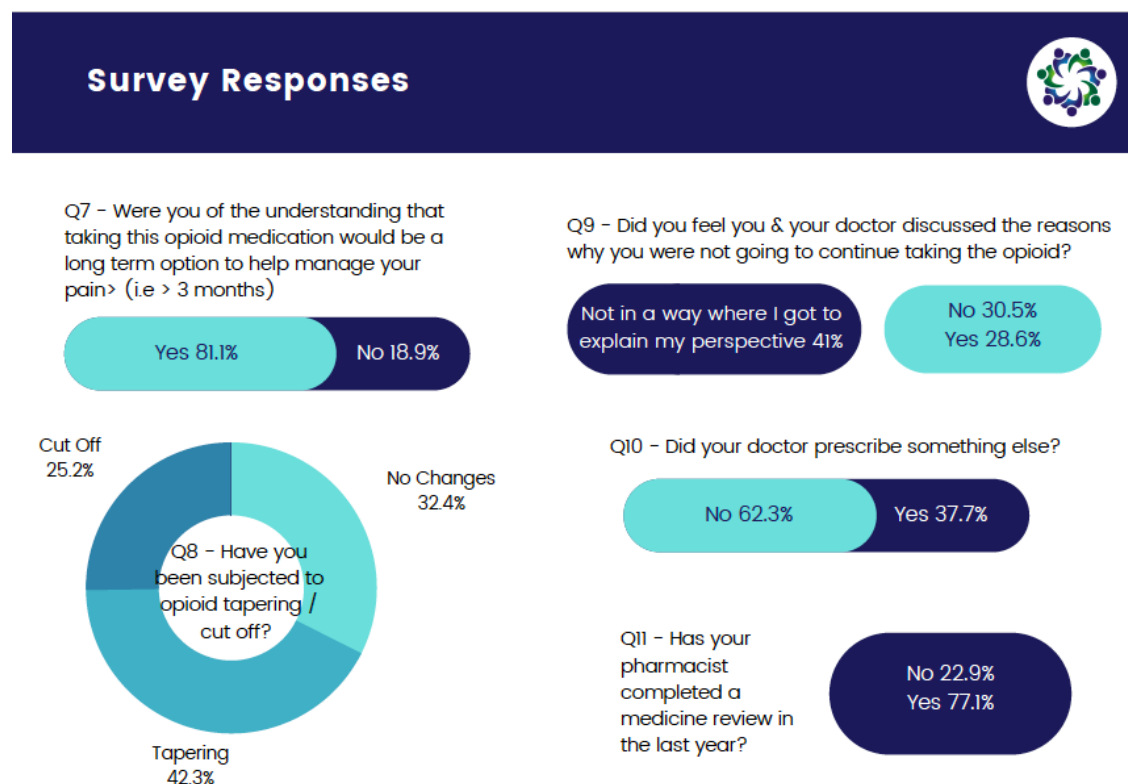 Survey Responses
Q7 - Were you of the understanding that
taking this opioid medication would be a
long term option to help manage your
pain> (i.e > 3 months)
Yes 81.1%
No 18.9%
Cut Off
25.2%
No Changes
32.4%
Q8 - Have you
been subjected to
opioid tapering /
cut off?
Tapering
42.3%
Q9 - Did you feel you & your doctor discussed the reasons
why you were not going to continue taking the opioid?
Not in a way where I got to
explain my perspective 41%
No 30.5%
Yes 28.6%
Q10 - Did your doctor prescribe something else?
No 62.3%
Yes 37.7%
Q11 - Has your
pharmacist
completed a
medicine review in
the last year?
No 22.9%
Yes 77.1%